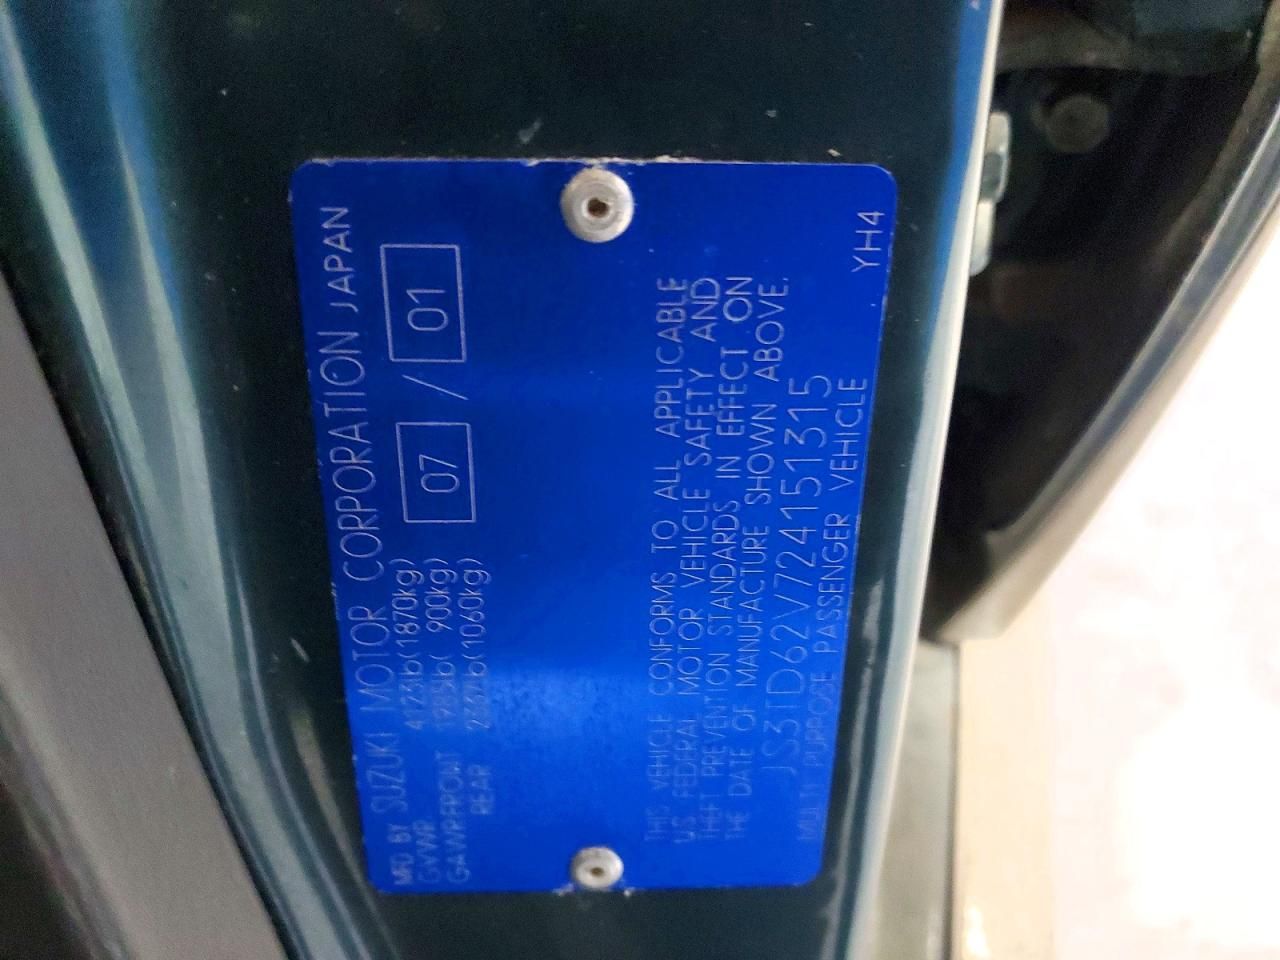 MFD BY SUZUKI MOTOR CORPORATION JAPAN
GVWR 4123lb(1870kg) 07 / 01
GAWRFRONT 1985lb( 900kg)
REAR 2337lb(1060kg)
THIS VEHICLE CONFORMS TO ALL APPLICABLE
US FEDERAL MOTOR VEHICLE SAFETY AND
THEFT PREVENTION STANDARDS IN EFFECT ON
THE DATE OF MANUFACTURE SHOWN ABOVE.
JS3TD62V724151315
MULTI PURPOSE PASSENGER VEHICLE YH4